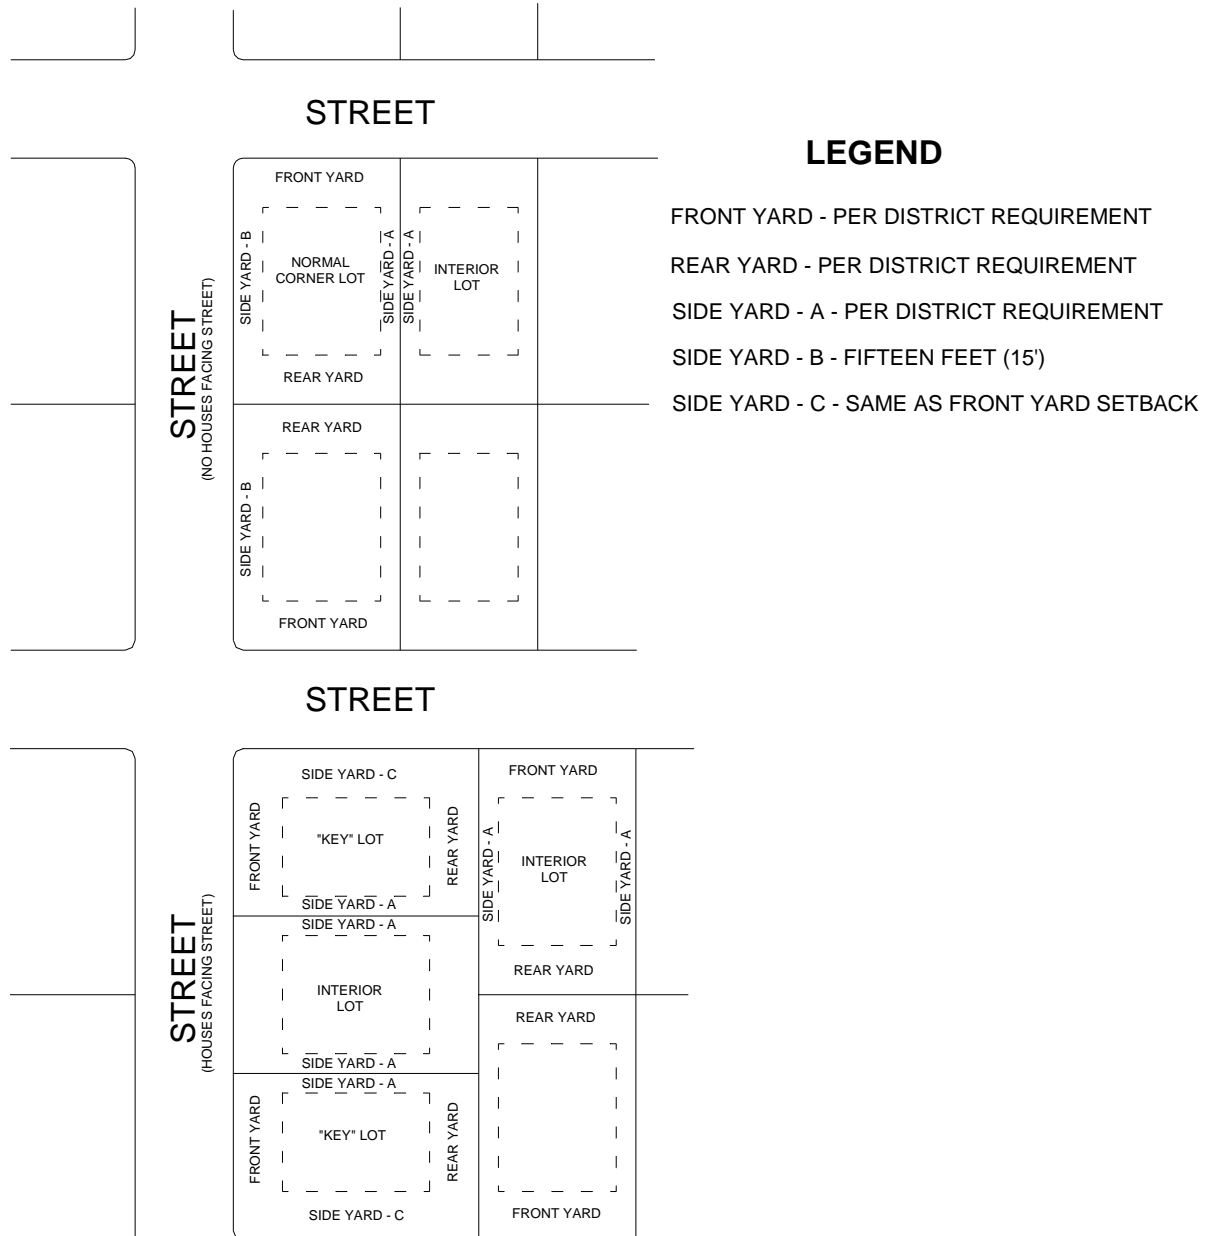 STREET
LEGEND
FRONT YARD - PER DISTRICT REQUIREMENT
REAR YARD - PER DISTRICT REQUIREMENT
SIDE YARD - A - PER DISTRICT REQUIREMENT
SIDE YARD - B - FIFTEEN FEET (15')
SIDE YARD - C - SAME AS FRONT YARD SETBACK
STREET
(NO HOUSES FACING STREET)
FRONT YARD
SIDE YARD - B
NORMAL
CORNER LOT
SIDE YARD - A
SIDE YARD - A
INTERIOR
LOT
REAR YARD
REAR YARD
SIDE YARD - B
FRONT YARD
STREET
STREET
(HOUSES FACING STREET)
SIDE YARD - C
FRONT YARD
"KEY" LOT
REAR YARD
SIDE YARD - A
SIDE YARD - A
INTERIOR
LOT
SIDE YARD - A
SIDE YARD - A
FRONT YARD
"KEY" LOT
REAR YARD
SIDE YARD - C
FRONT YARD
SIDE YARD - A
INTERIOR
LOT
SIDE YARD - A
REAR YARD
REAR YARD
FRONT YARD